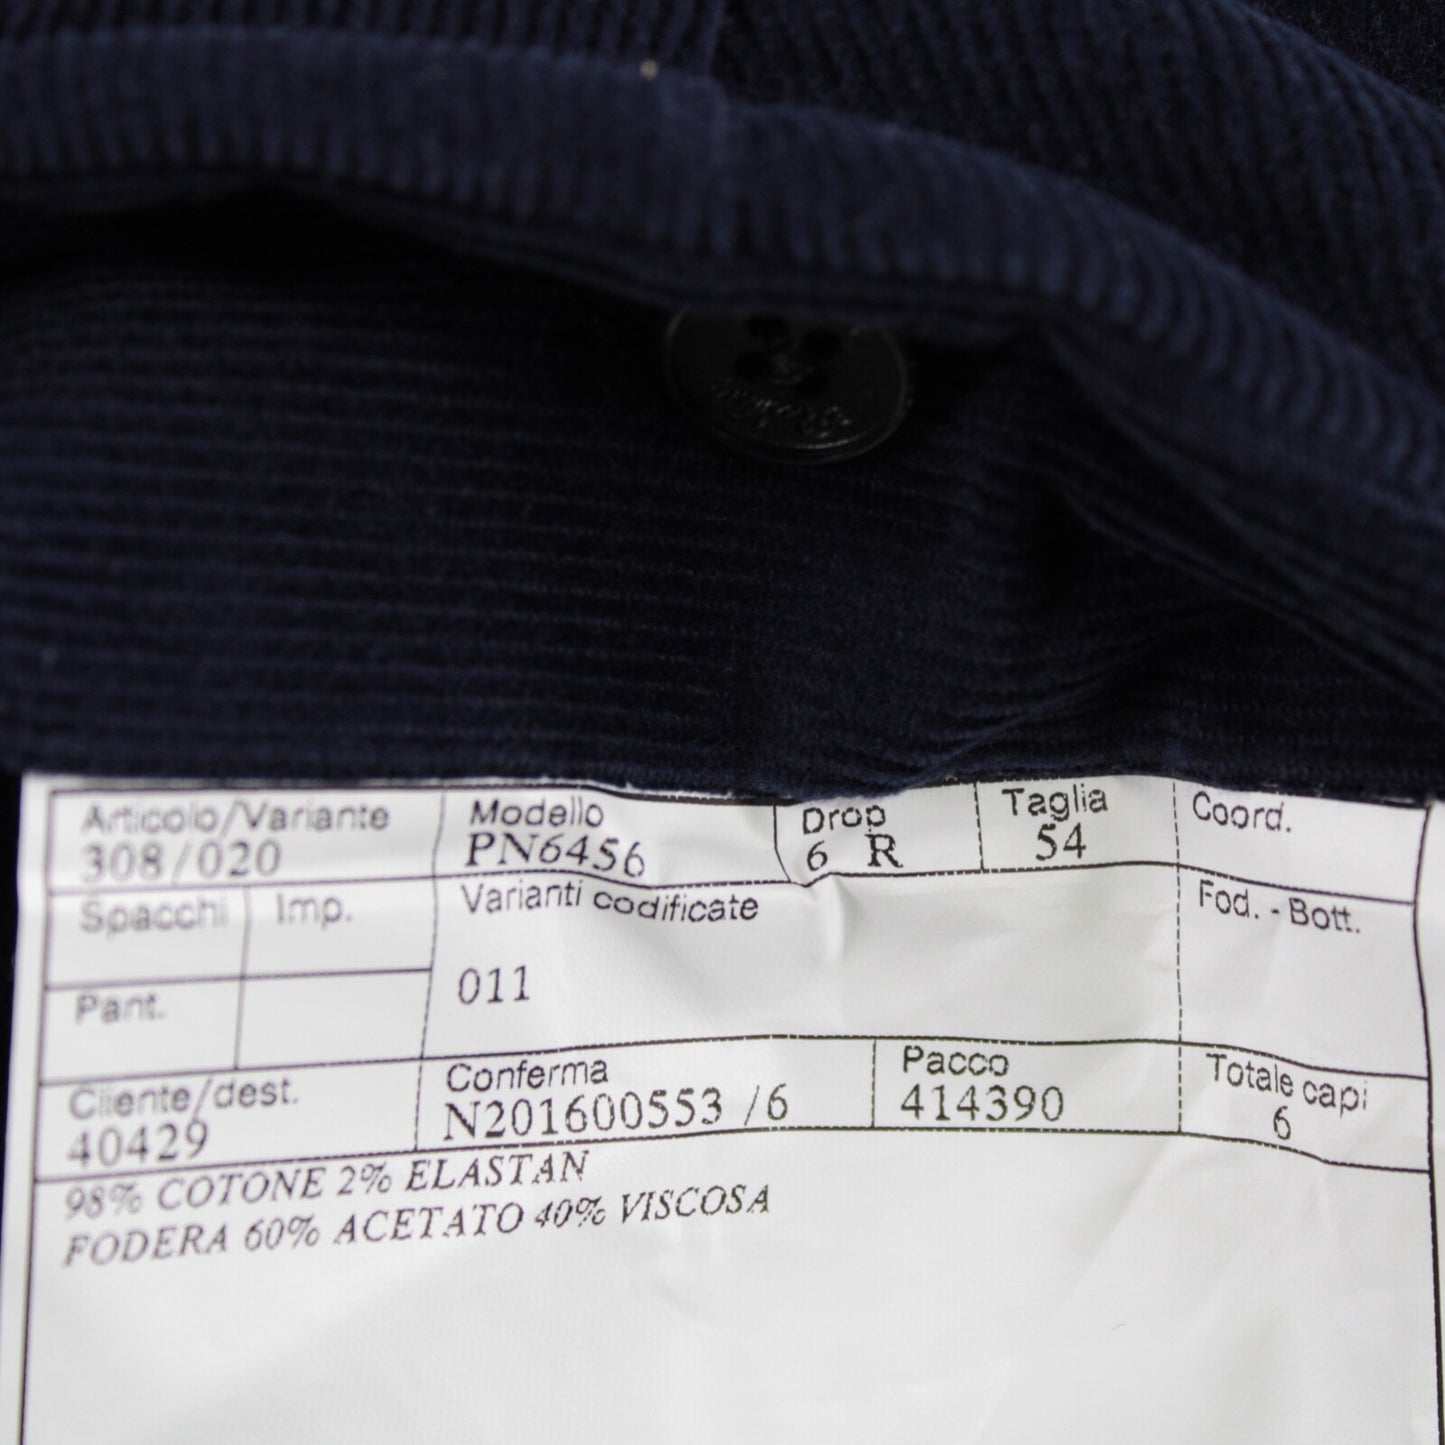 Articolo/Variante Modello Drop Taglia Coord.
308/020 PN6456 6 R 54
Spacchi Imp. Varianti codificate Fod. - Bott.
Pant. 011
Cliente/dest. Conferma Pacco Totale capi
40429 N201600553 /6 414390 6
98% COTONE 2% ELASTAN
FODERA 60% ACETATO 40% VISCOSA